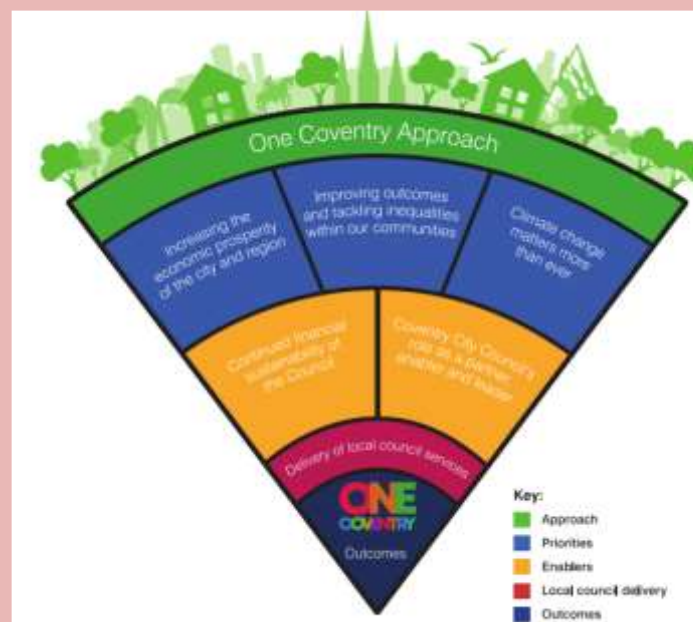 One Coventry Approach
Increasing the
economic prosperity
of the city and region
Improving outcomes
and tackling inequalities
within our communities
Climate change
matters more
than ever
Continued financial
sustainability of
the Council
Coventry City Council's
role as a partner,
enabler and leader
Delivery of local council services
ONE
COVENTRY
Outcomes
Key:
Approach
Priorities
Enablers
Local council delivery
Outcomes